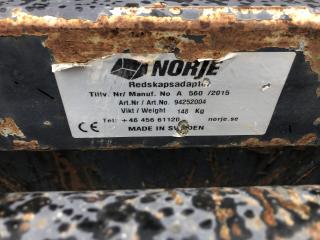 NORJE
Redskapsadapter
Tillv. Nr/ Manuf. No A 560 /2015
Art.Nr / Art.No. 94252004
Vikt / Weight 148 Kg
Tel: +46 456 61120 norje.se
CE MADE IN SWEDEN